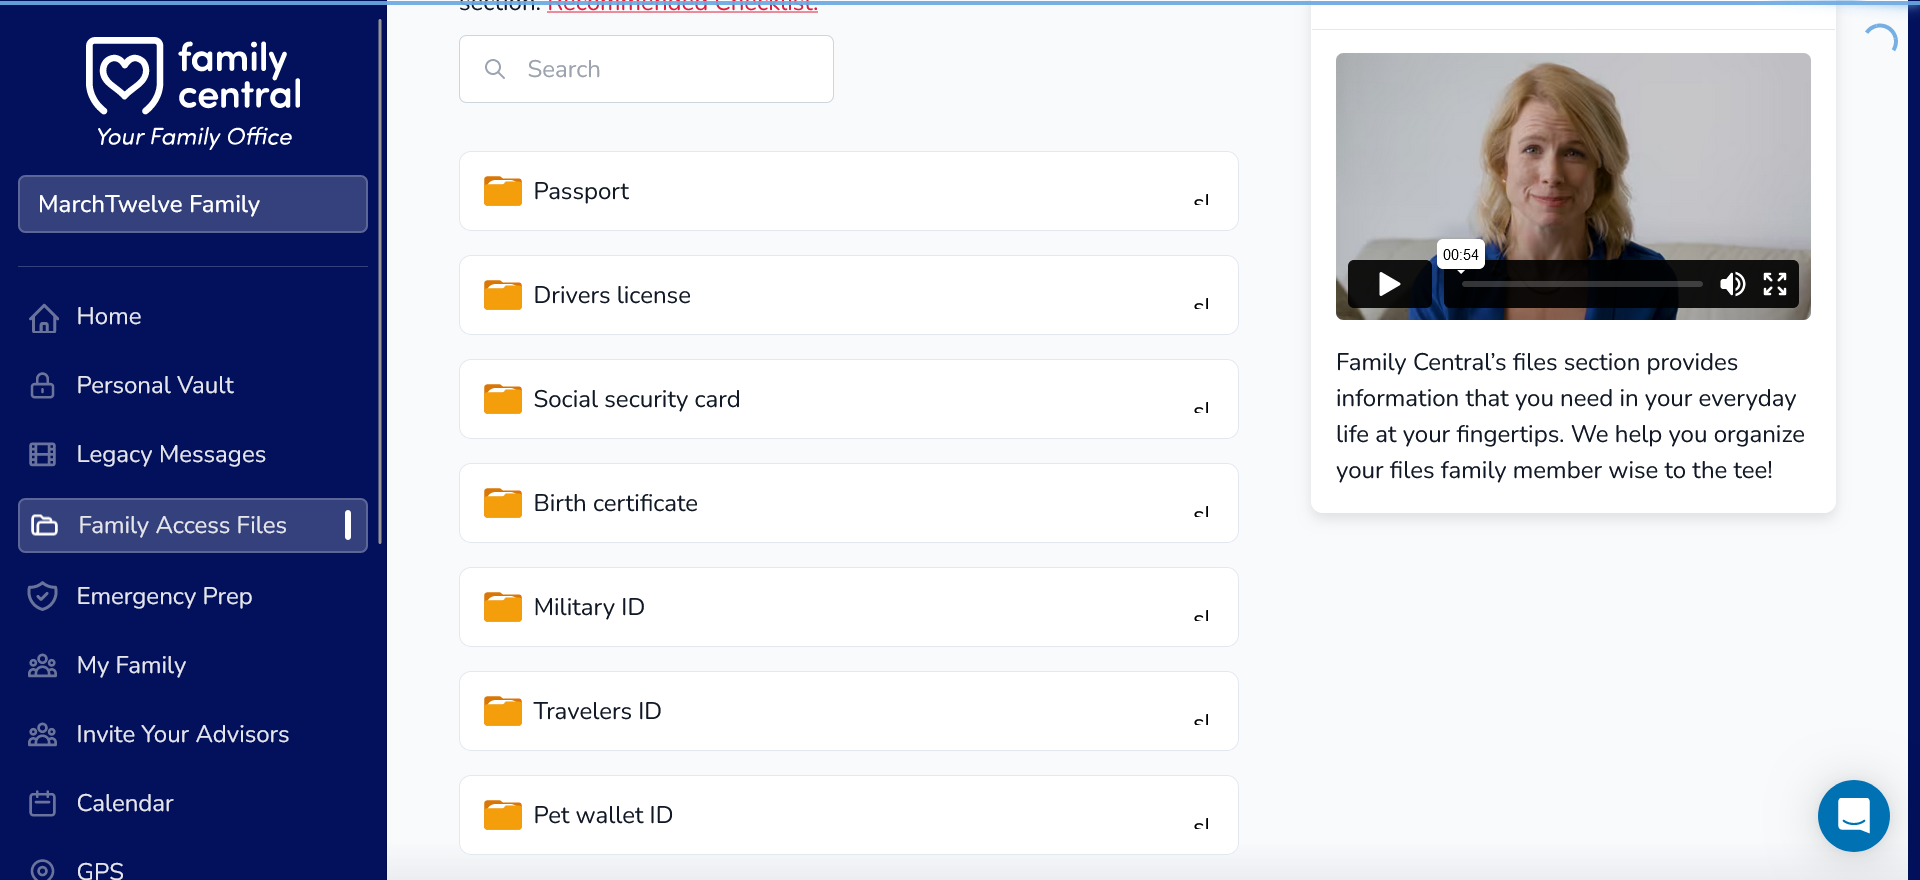 family
central
Your Family Office
MarchTwelve Family
Home
Personal Vault
Legacy Messages
Family Access Files
Emergency Prep
My Family
Invite Your Advisors
Calendar
GPS
section. Recommended Checklist.
Search
Passport
Drivers license
Social security card
Birth certificate
Military ID
Travelers ID
Pet wallet ID
00:54
Family Central’s files section provides
information that you need in your everyday
life at your fingertips. We help you organize
your files family member wise to the tee!